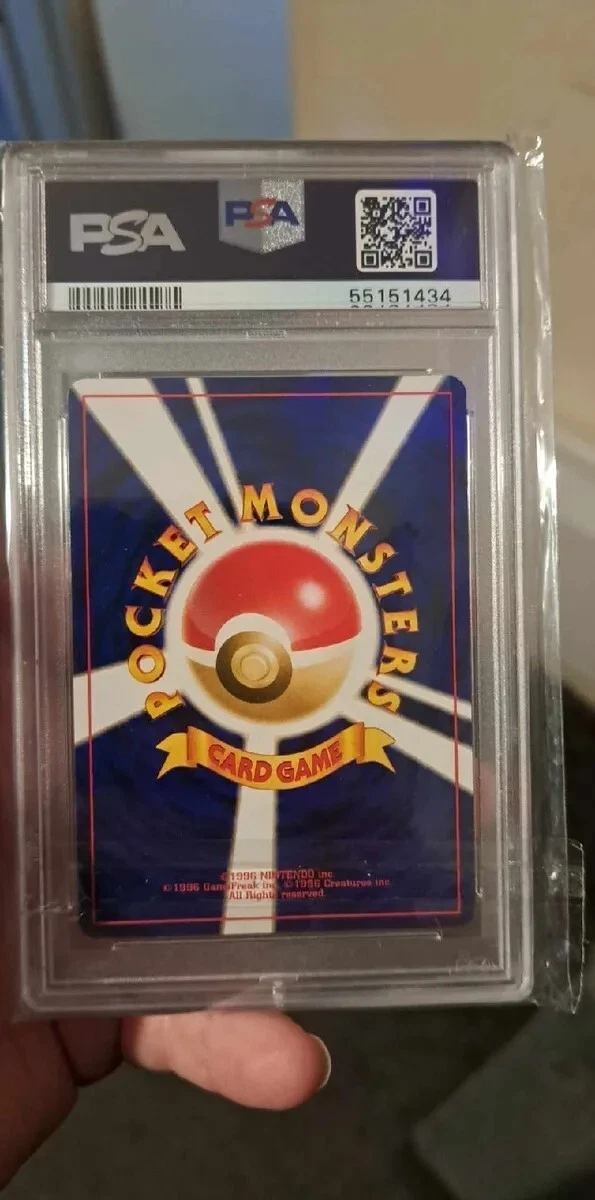 PSA PSA
55151434
POCKET MONSTERS
CARD GAME
©1996 NINTENDO inc.
©1996 GameFreak inc. ©1996 Creatures inc.
All Rights reserved.